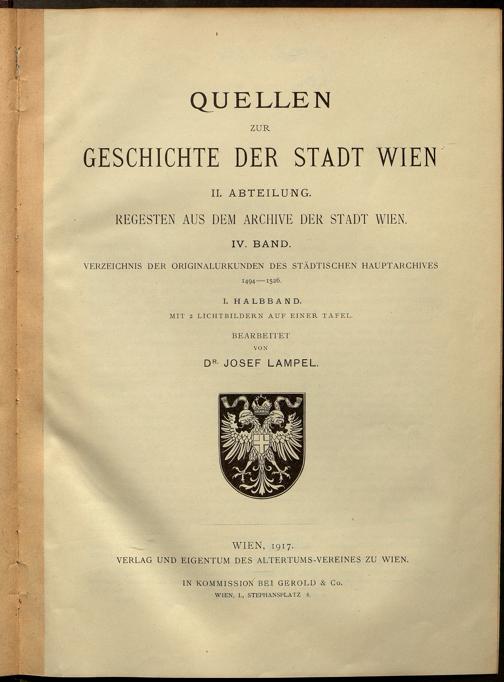 QUELLEN
ZUR
GESCHICHTE DER STADT WIEN
II. ABTEILUNG.
REGESTEN AUS DEM ARCHIVE DER STADT WIEN.
IV. BAND.
VERZEICHNIS DER ORIGINALURKUNDEN DES STÄDTISCHEN HAUPTARCHIVES
1494—1526.
I. HALBBAND.
MIT 2 LICHTBILDERN AUF EINER TAFEL.
BEARBEITET
VON
DR. JOSEF LAMPEL.
WIEN, 1917.
VERLAG UND EIGENTUM DES ALTERTUMS-VEREINES ZU WIEN.
IN KOMMISSION BEI GEROLD & Co.
WIEN, I., STEPHANSPLATZ 8.